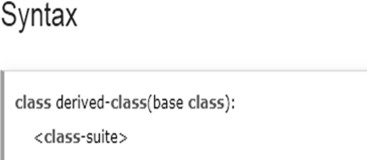 Syntax
class derived-class(base class):
<class-suite>